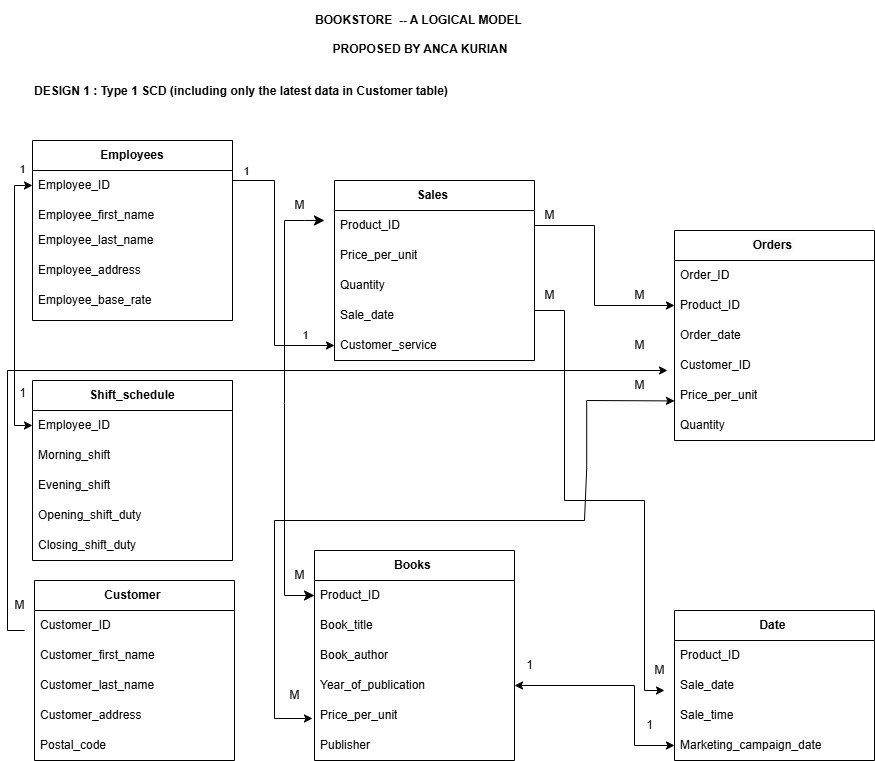 BOOKSTORE -- A LOGICAL MODEL
PROPOSED BY ANCA KURIAN
DESIGN 1 : Type 1 SCD (including only the latest data in Customer table)
Employees
1
Employee_ID
Employee_first_name
Employee_last_name
Employee_address
Employee_base_rate
1
M
Sales
Product_ID
Price_per_unit
Quantity
Sale_date
1
Customer_service
M
M
Orders
Order_ID
M
Product_ID
Order_date
M
Customer_ID
M
Price_per_unit
Quantity
1
Shift_schedule
Employee_ID
Morning_shift
Evening_shift
Opening_shift_duty
Closing_shift_duty
M
Customer
Customer_ID
Customer_first_name
Customer_last_name
Customer_address
Postal_code
M
Books
Product_ID
Book_title
Book_author
Year_of_publication
M
Price_per_unit
Publisher
1
Date
Product_ID
M
Sale_date
Sale_time
1
Marketing_campaign_date